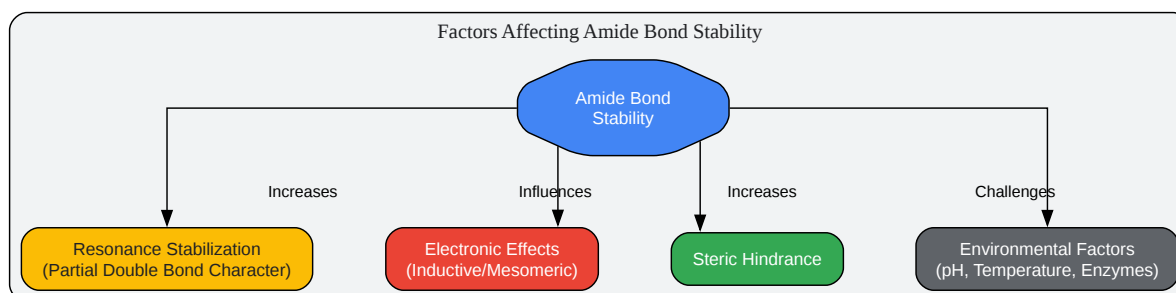 Factors Affecting Amide Bond Stability
Amide Bond
Stability
Increases
Influences
Increases
Challenges
Resonance Stabilization
(Partial Double Bond Character)
Electronic Effects
(Inductive/Mesomeric)
Steric Hindrance
Environmental Factors
(pH, Temperature, Enzymes)